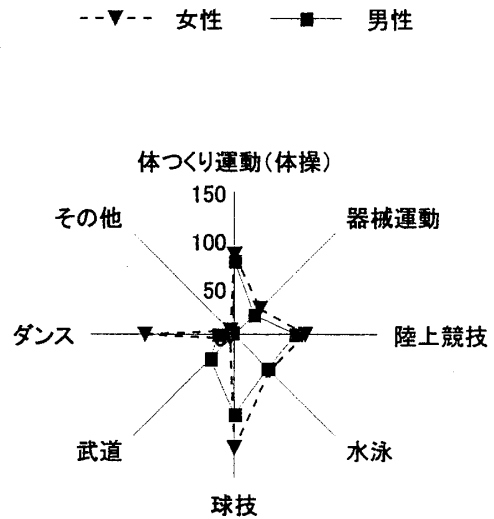 女性 男性
体つくり運動(体操)
150
その他 器械運動
100
50
ダンス 陸上競技
武道 水泳
球技